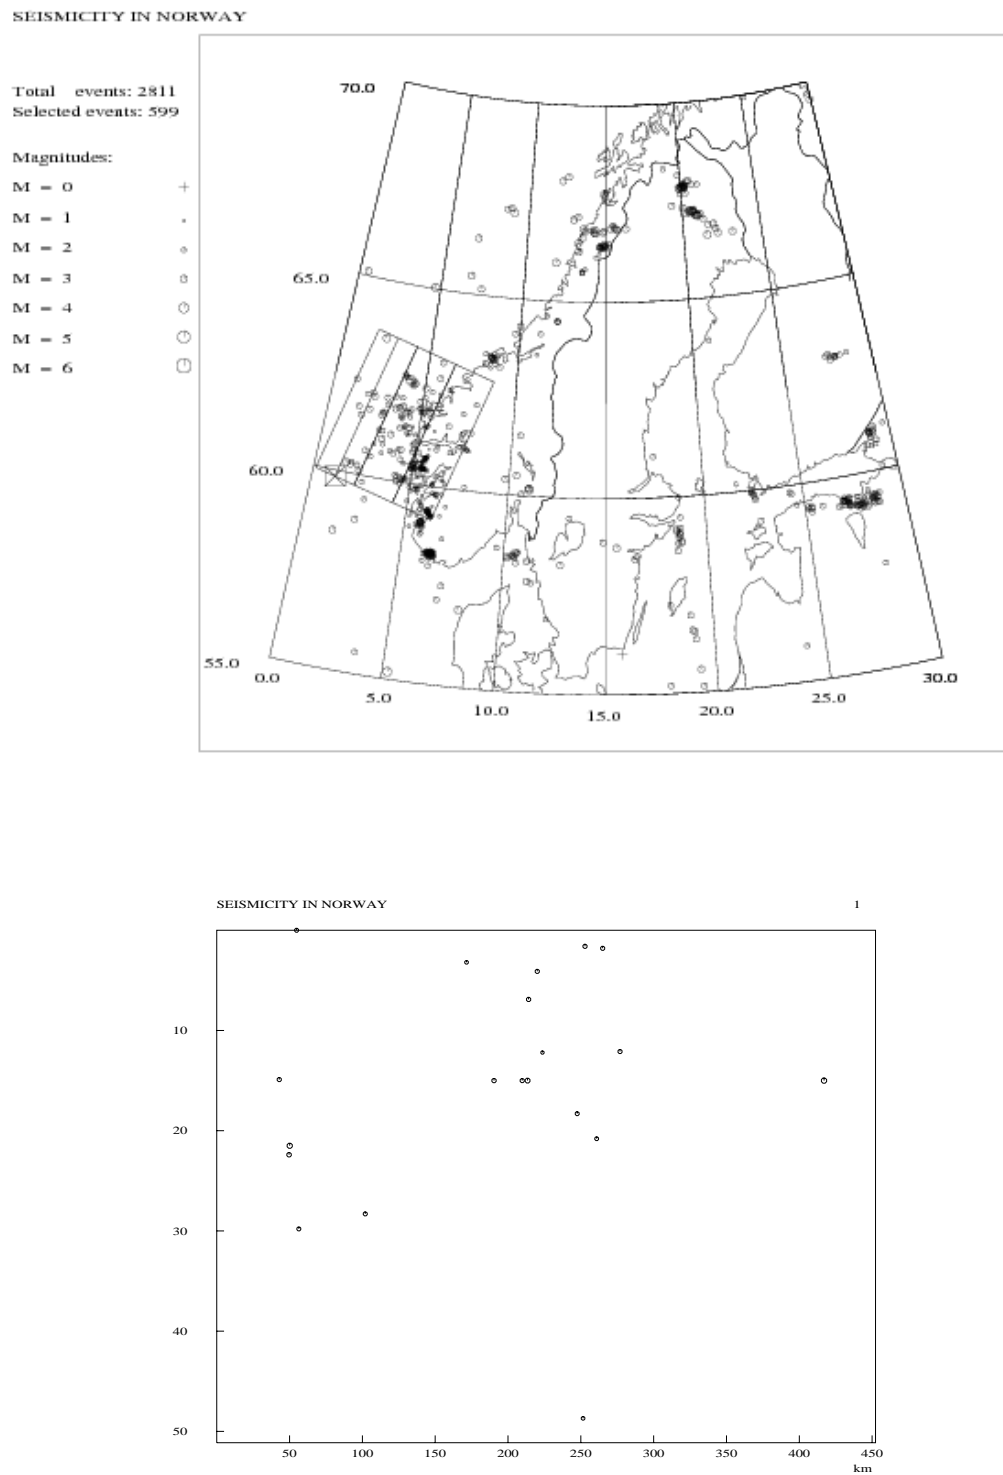 SEISMICITY IN NORWAY
Total events: 2811
Selected events: 599
Magnitudes:
M = 0
M = 1
M = 2
M = 3
M = 4
M = 5
M = 6
70.0
65.0
60.0
55.0
0.0
5.0
10.0
15.0
20.0
25.0
30.0
SEISMICITY IN NORWAY 1
10
20
30
40
50
50 100 150 200 250 300 350 400 450
km